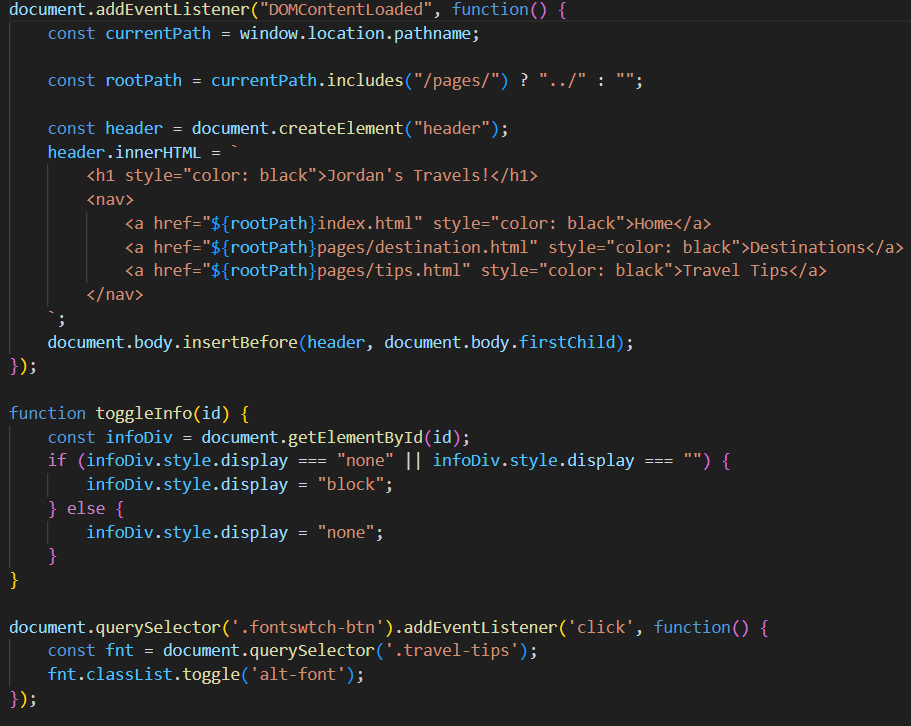 document.addEventListener("DOMContentLoaded", function() {
    const currentPath = window.location.pathname;

    const rootPath = currentPath.includes("/pages/") ? "../" : "";

    const header = document.createElement("header");
    header.innerHTML = `
        <h1 style="color: black">Jordan's Travels!</h1>
        <nav>
            <a href="${rootPath}index.html" style="color: black">Home</a>
            <a href="${rootPath}pages/destination.html" style="color: black">Destinations</a>
            <a href="${rootPath}pages/tips.html" style="color: black">Travel Tips</a>
        </nav>
    `;
    document.body.insertBefore(header, document.body.firstChild);
});

function toggleInfo(id) {
    const infoDiv = document.getElementById(id);
    if (infoDiv.style.display === "none" || infoDiv.style.display === "") {
        infoDiv.style.display = "block";
    } else {
        infoDiv.style.display = "none";
    }
}

document.querySelector('.fontswtch-btn').addEventListener('click', function() {
    const fnt = document.querySelector('.travel-tips');
    fnt.classList.toggle('alt-font');
});